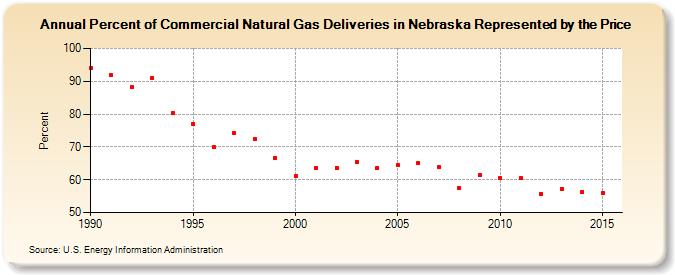 Annual Percent of Commercial Natural Gas Deliveries in Nebraska Represented by the Price
Percent
100
90
80
70
60
50
1990 1995 2000 2005 2010 2015
Source: U.S. Energy Information Administration